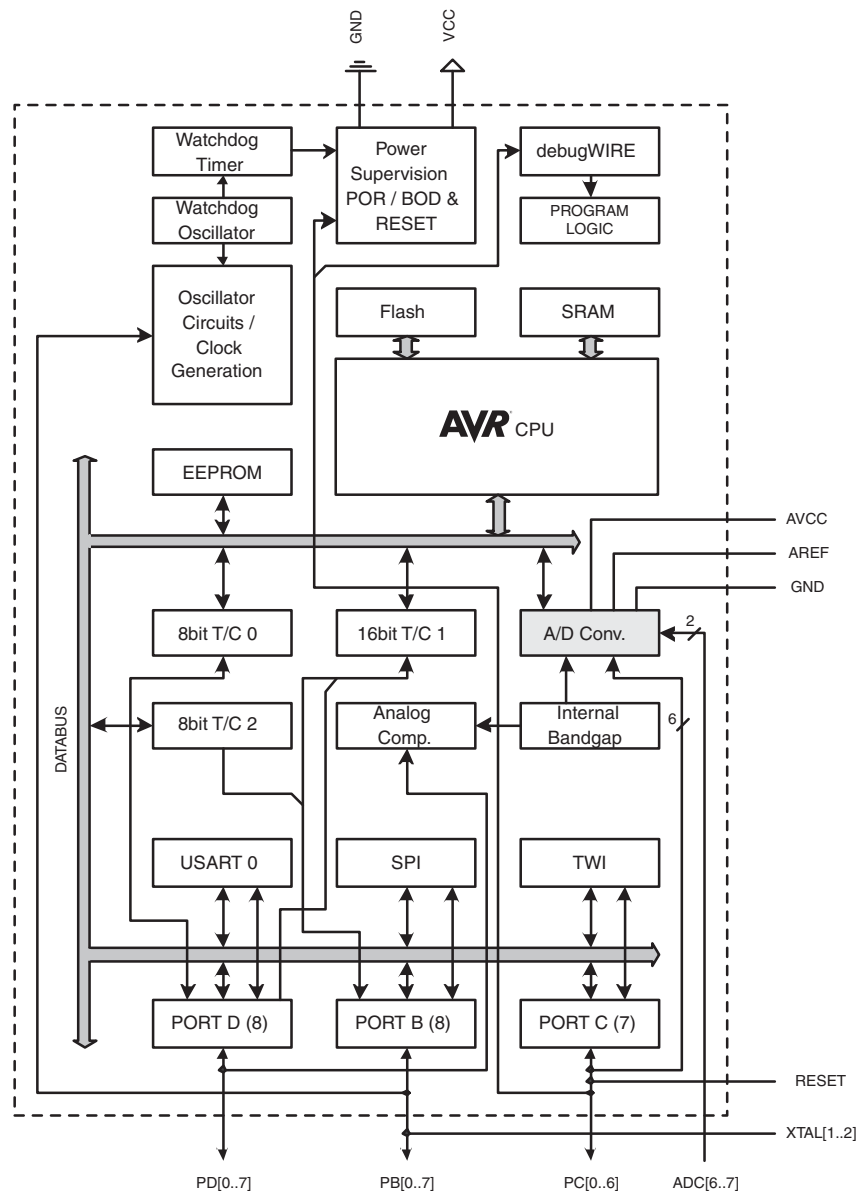 GND
VCC
Watchdog
Timer
Power
Supervision
POR / BOD &
RESET
debugWIRE
Watchdog
Oscillator
PROGRAM
LOGIC
Oscillator
Circuits /
Clock
Generation
Flash
SRAM
AVR CPU
EEPROM
AVCC
AREF
GND
8bit T/C 0
16bit T/C 1
A/D Conv.
2
DATABUS
8bit T/C 2
Analog
Comp.
Internal
Bandgap
6
USART 0
SPI
TWI
PORT D (8)
PORT B (8)
PORT C (7)
RESET
XTAL[1..2]
PD[0..7]
PB[0..7]
PC[0..6]
ADC[6..7]